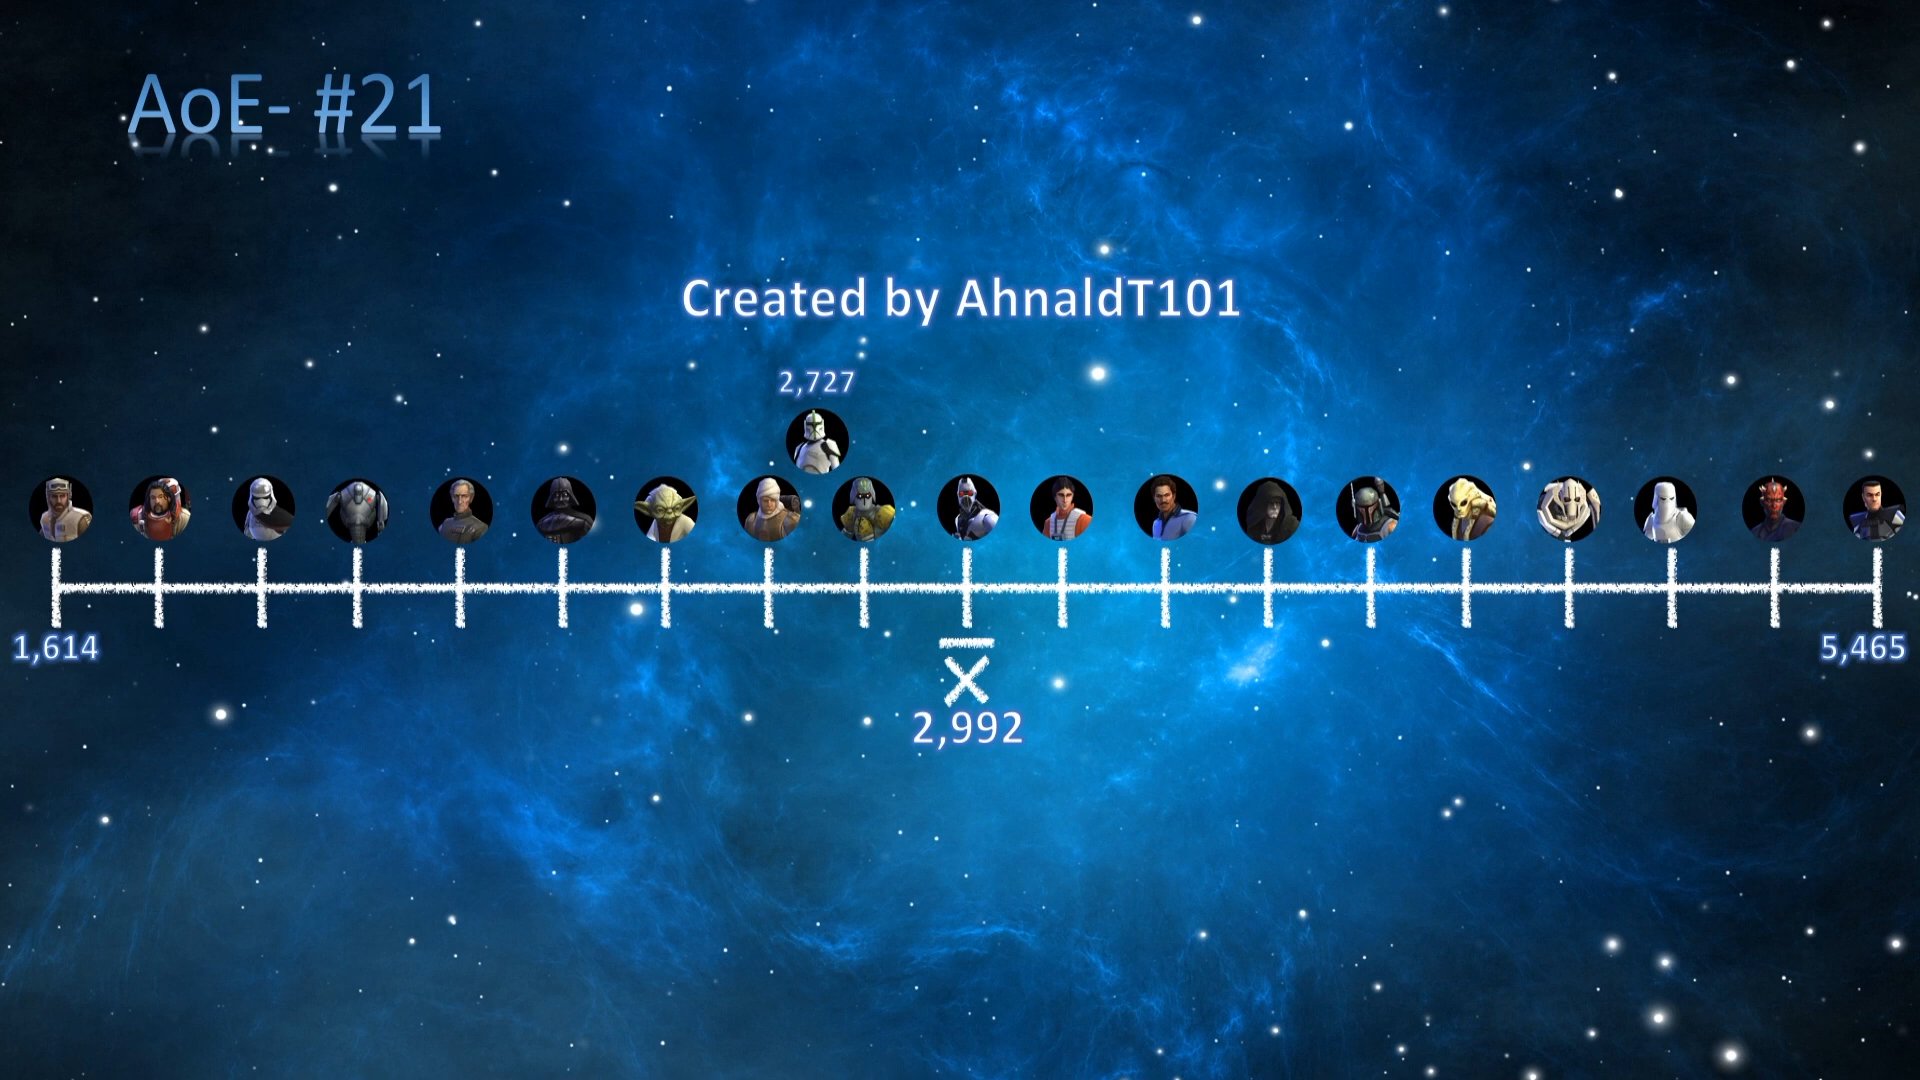 AoE- #21
Created by AhnaldT101
2,727
1,614
5,465
X
2,992